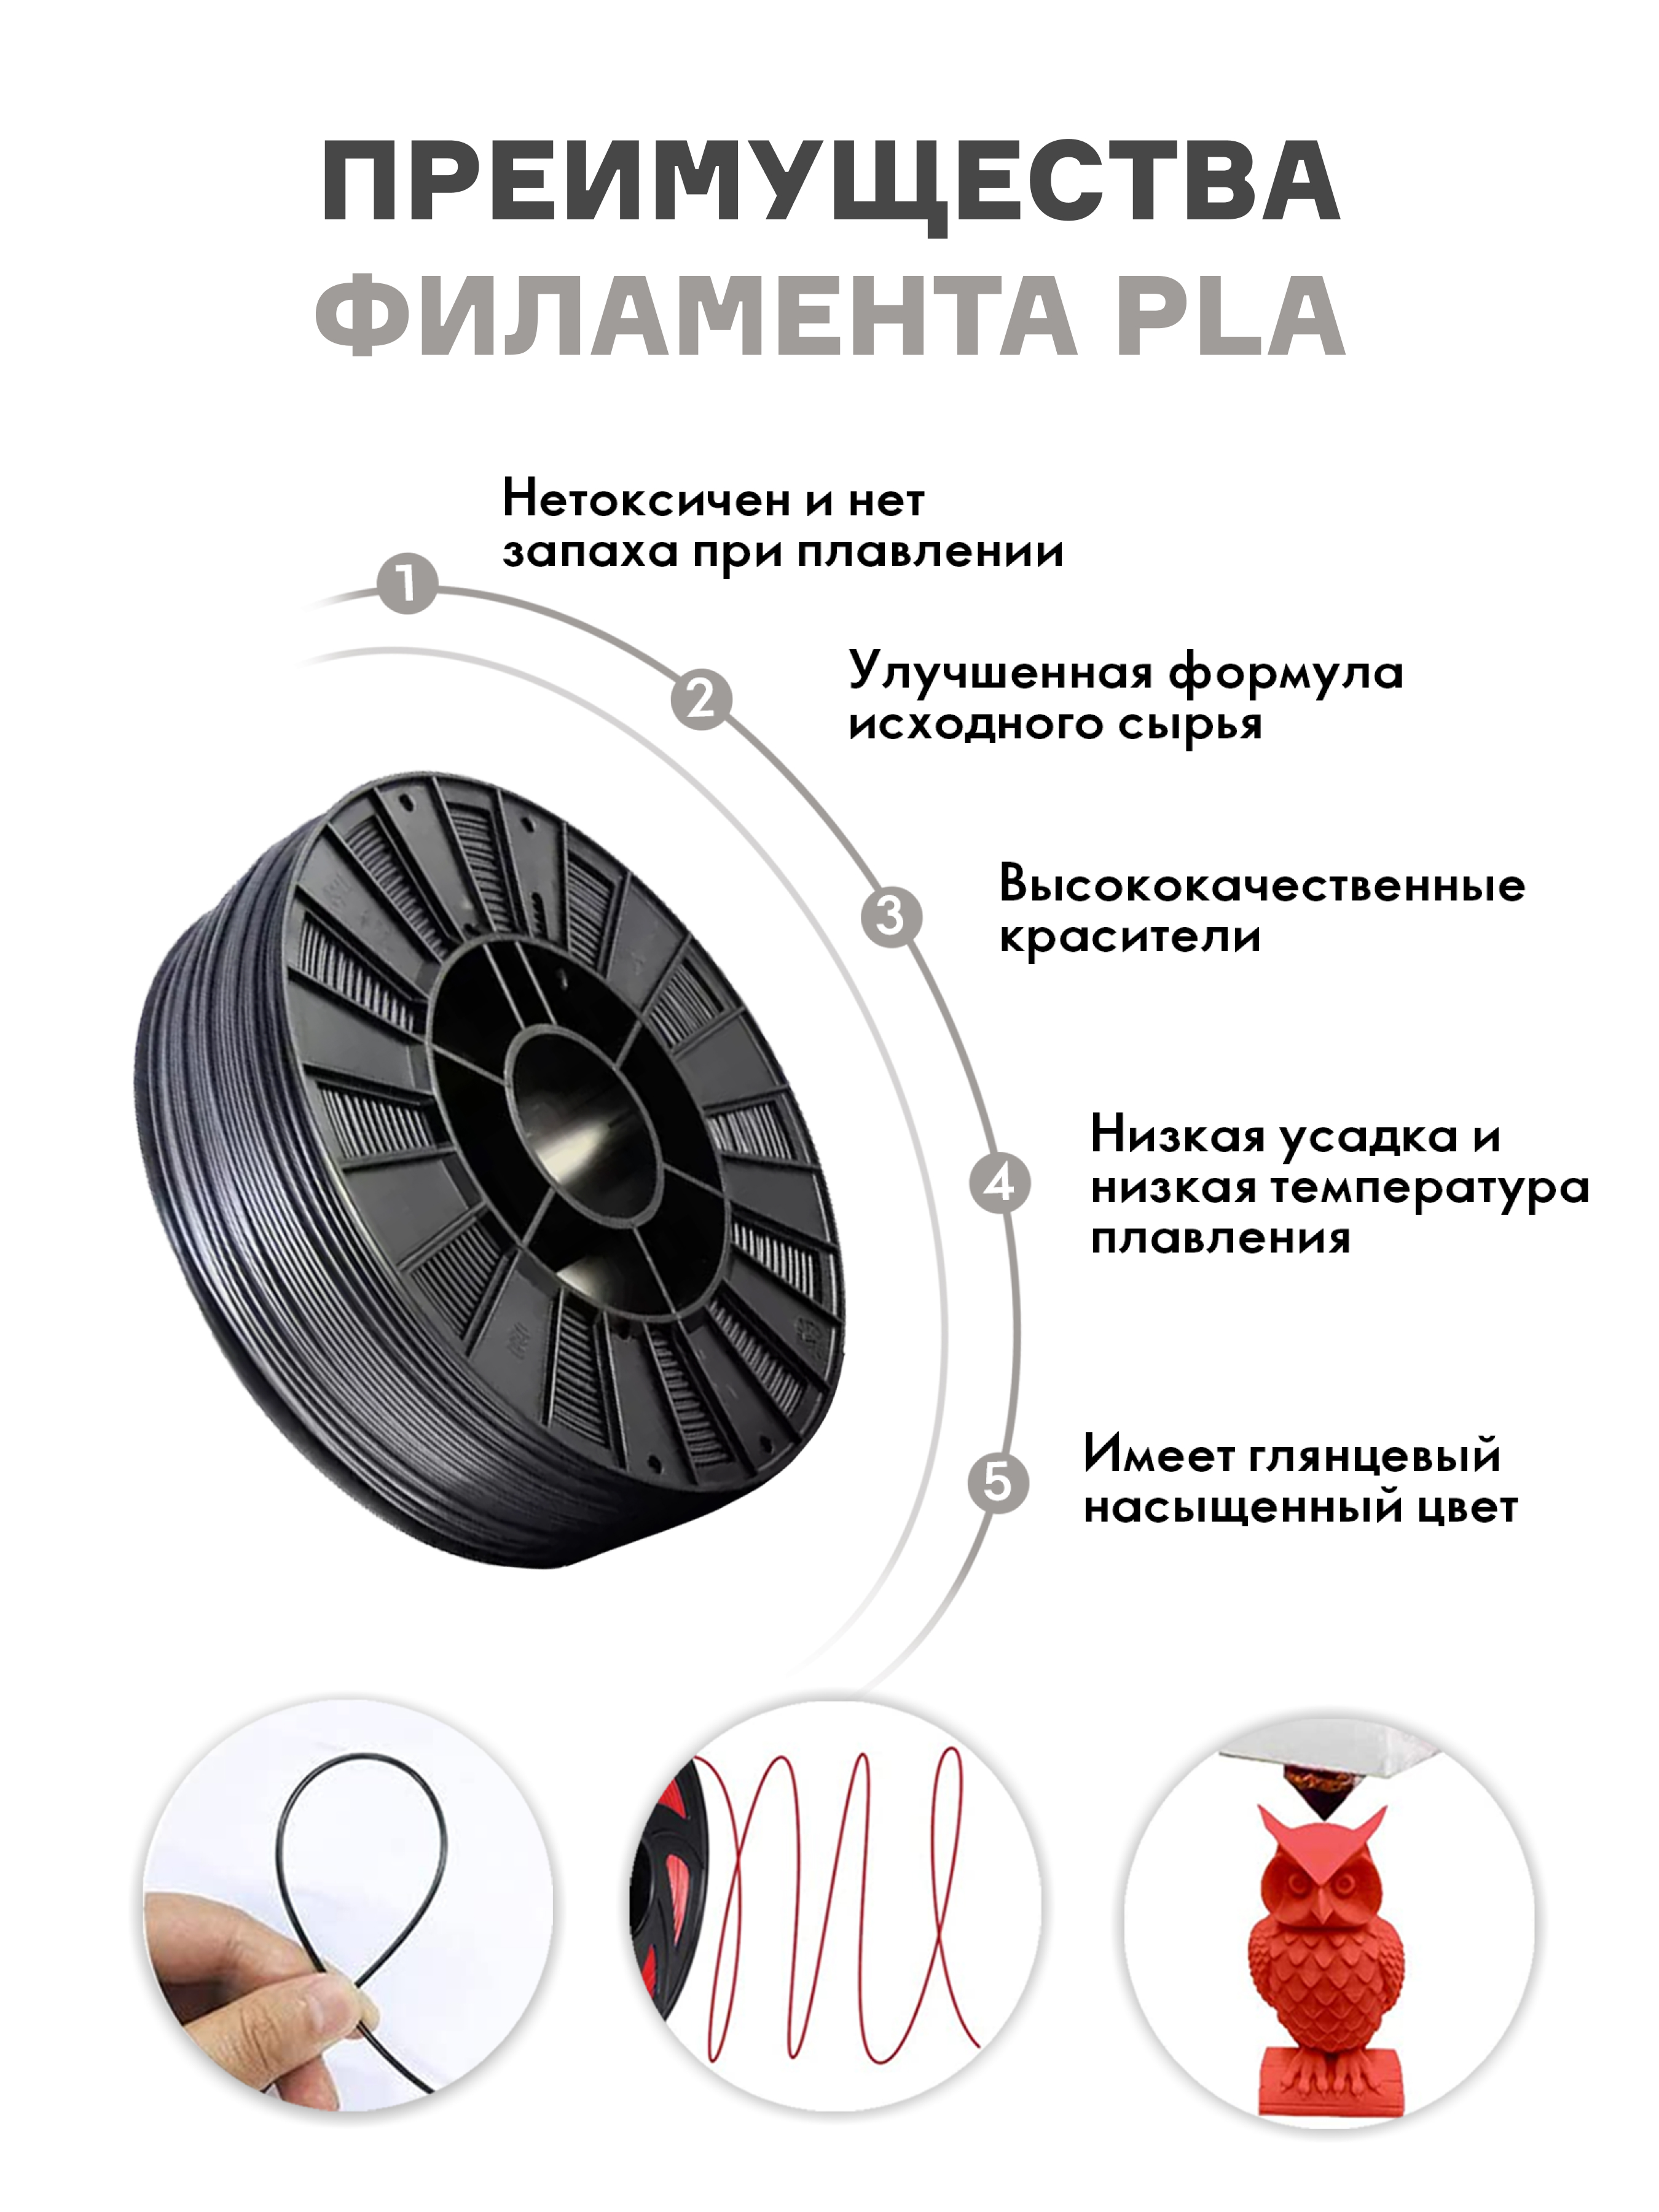 ПРЕИМУЩЕСТВА
ФИЛАМЕНТА PLA
1
Нетоксичен и нет
запаха при плавлении
2
Улучшенная формула
исходного сырья
3
Высококачественные
красители
4
Низкая усадка и
низкая температура
плавления
5
Имеет глянцевый
насыщенный цвет